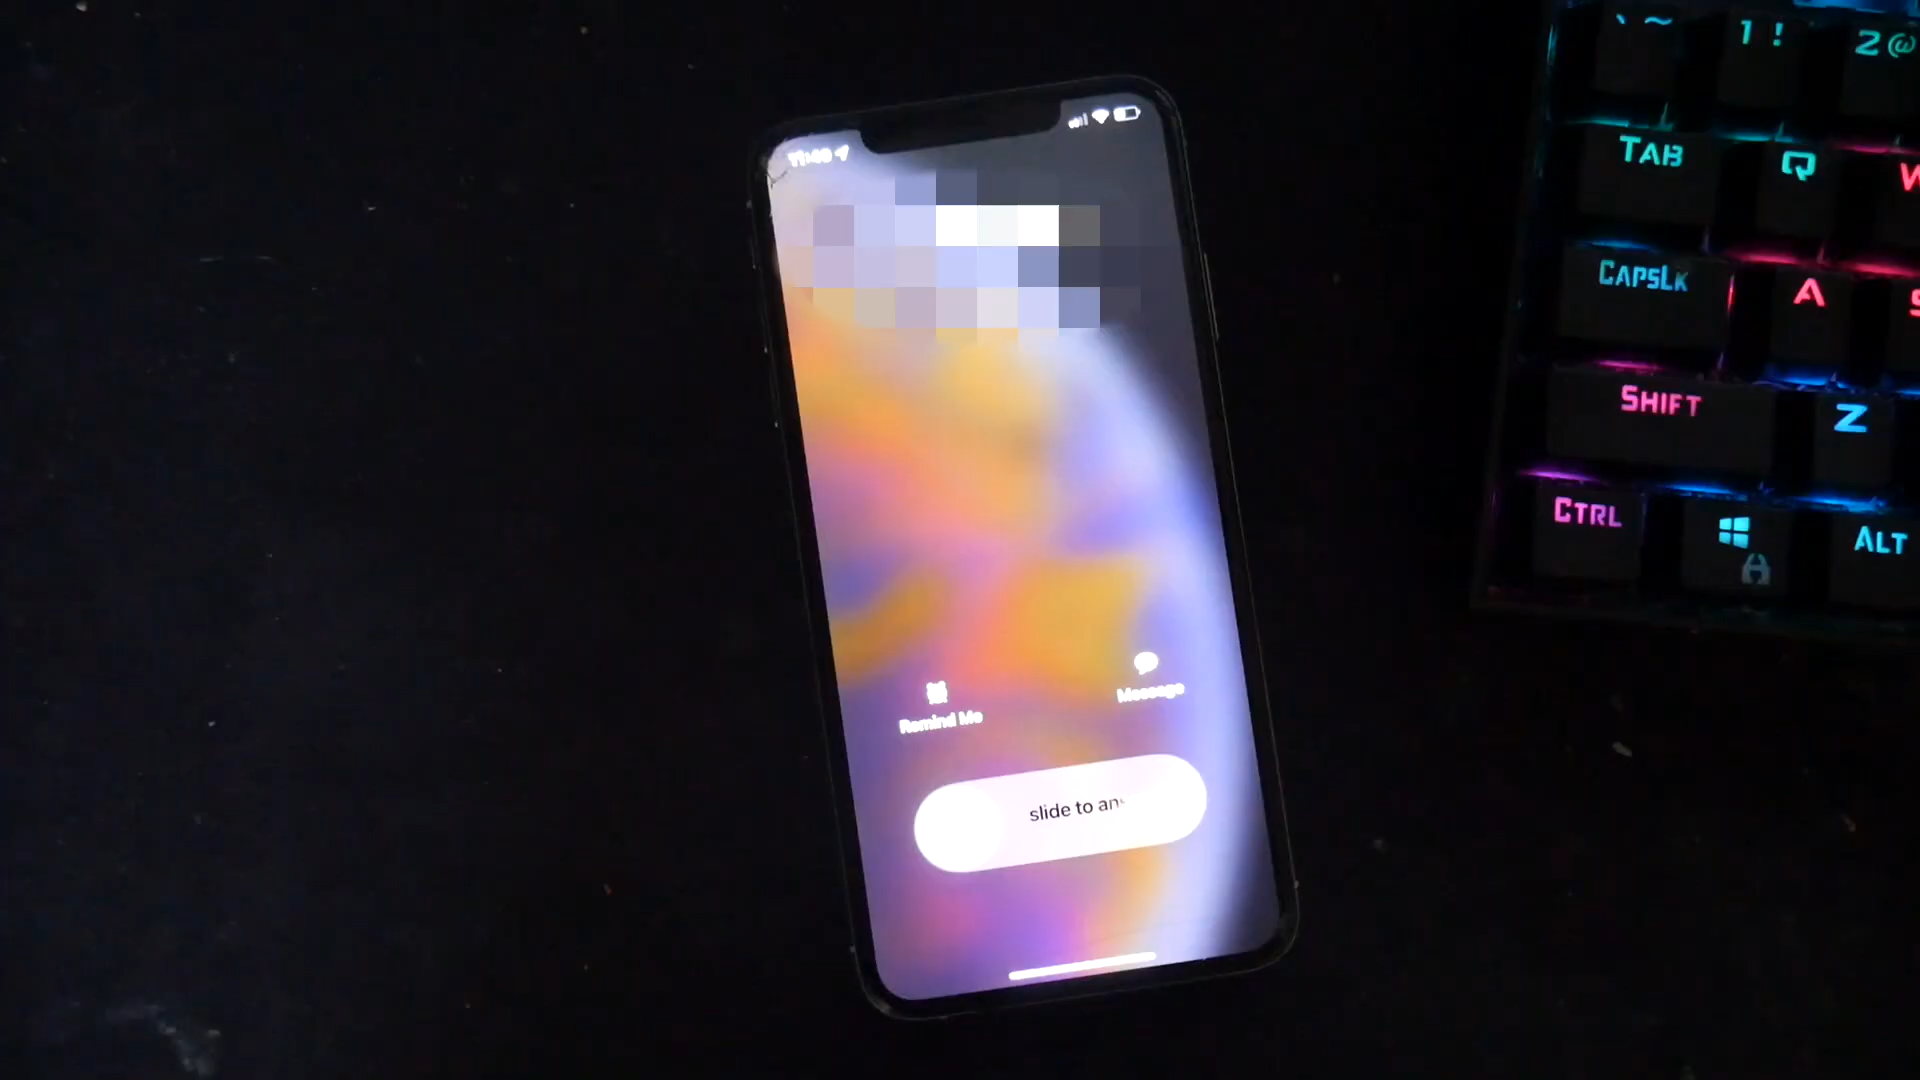 Remind Me
Message
slide to an
` ~
1 !
2 @
TAB
Q
W
CAPSLK
A
S
SHIFT
Z
CTRL
ALT